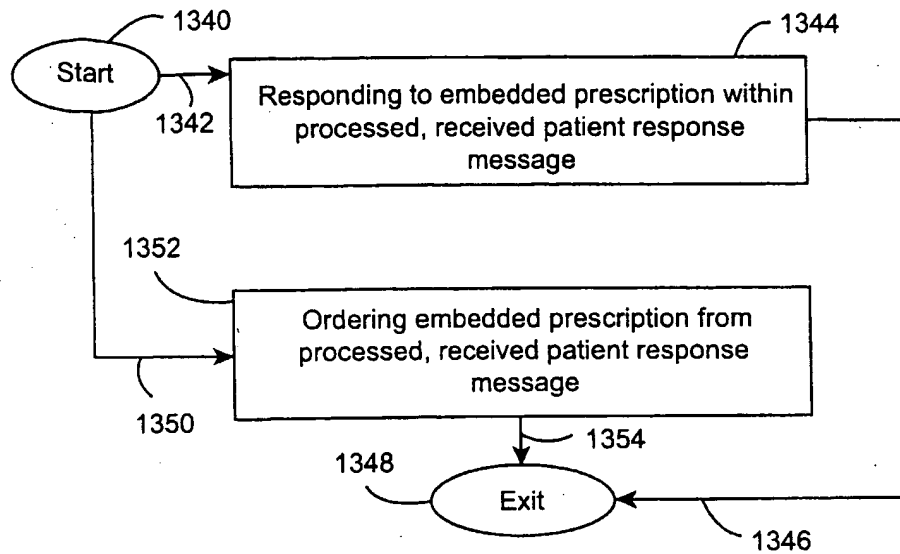 1340
Start
1342
1344
Responding to embedded prescription within
processed, received patient response
message
1352
Ordering embedded prescription from
processed, received patient response
message
1350
1354
1348
Exit
1346